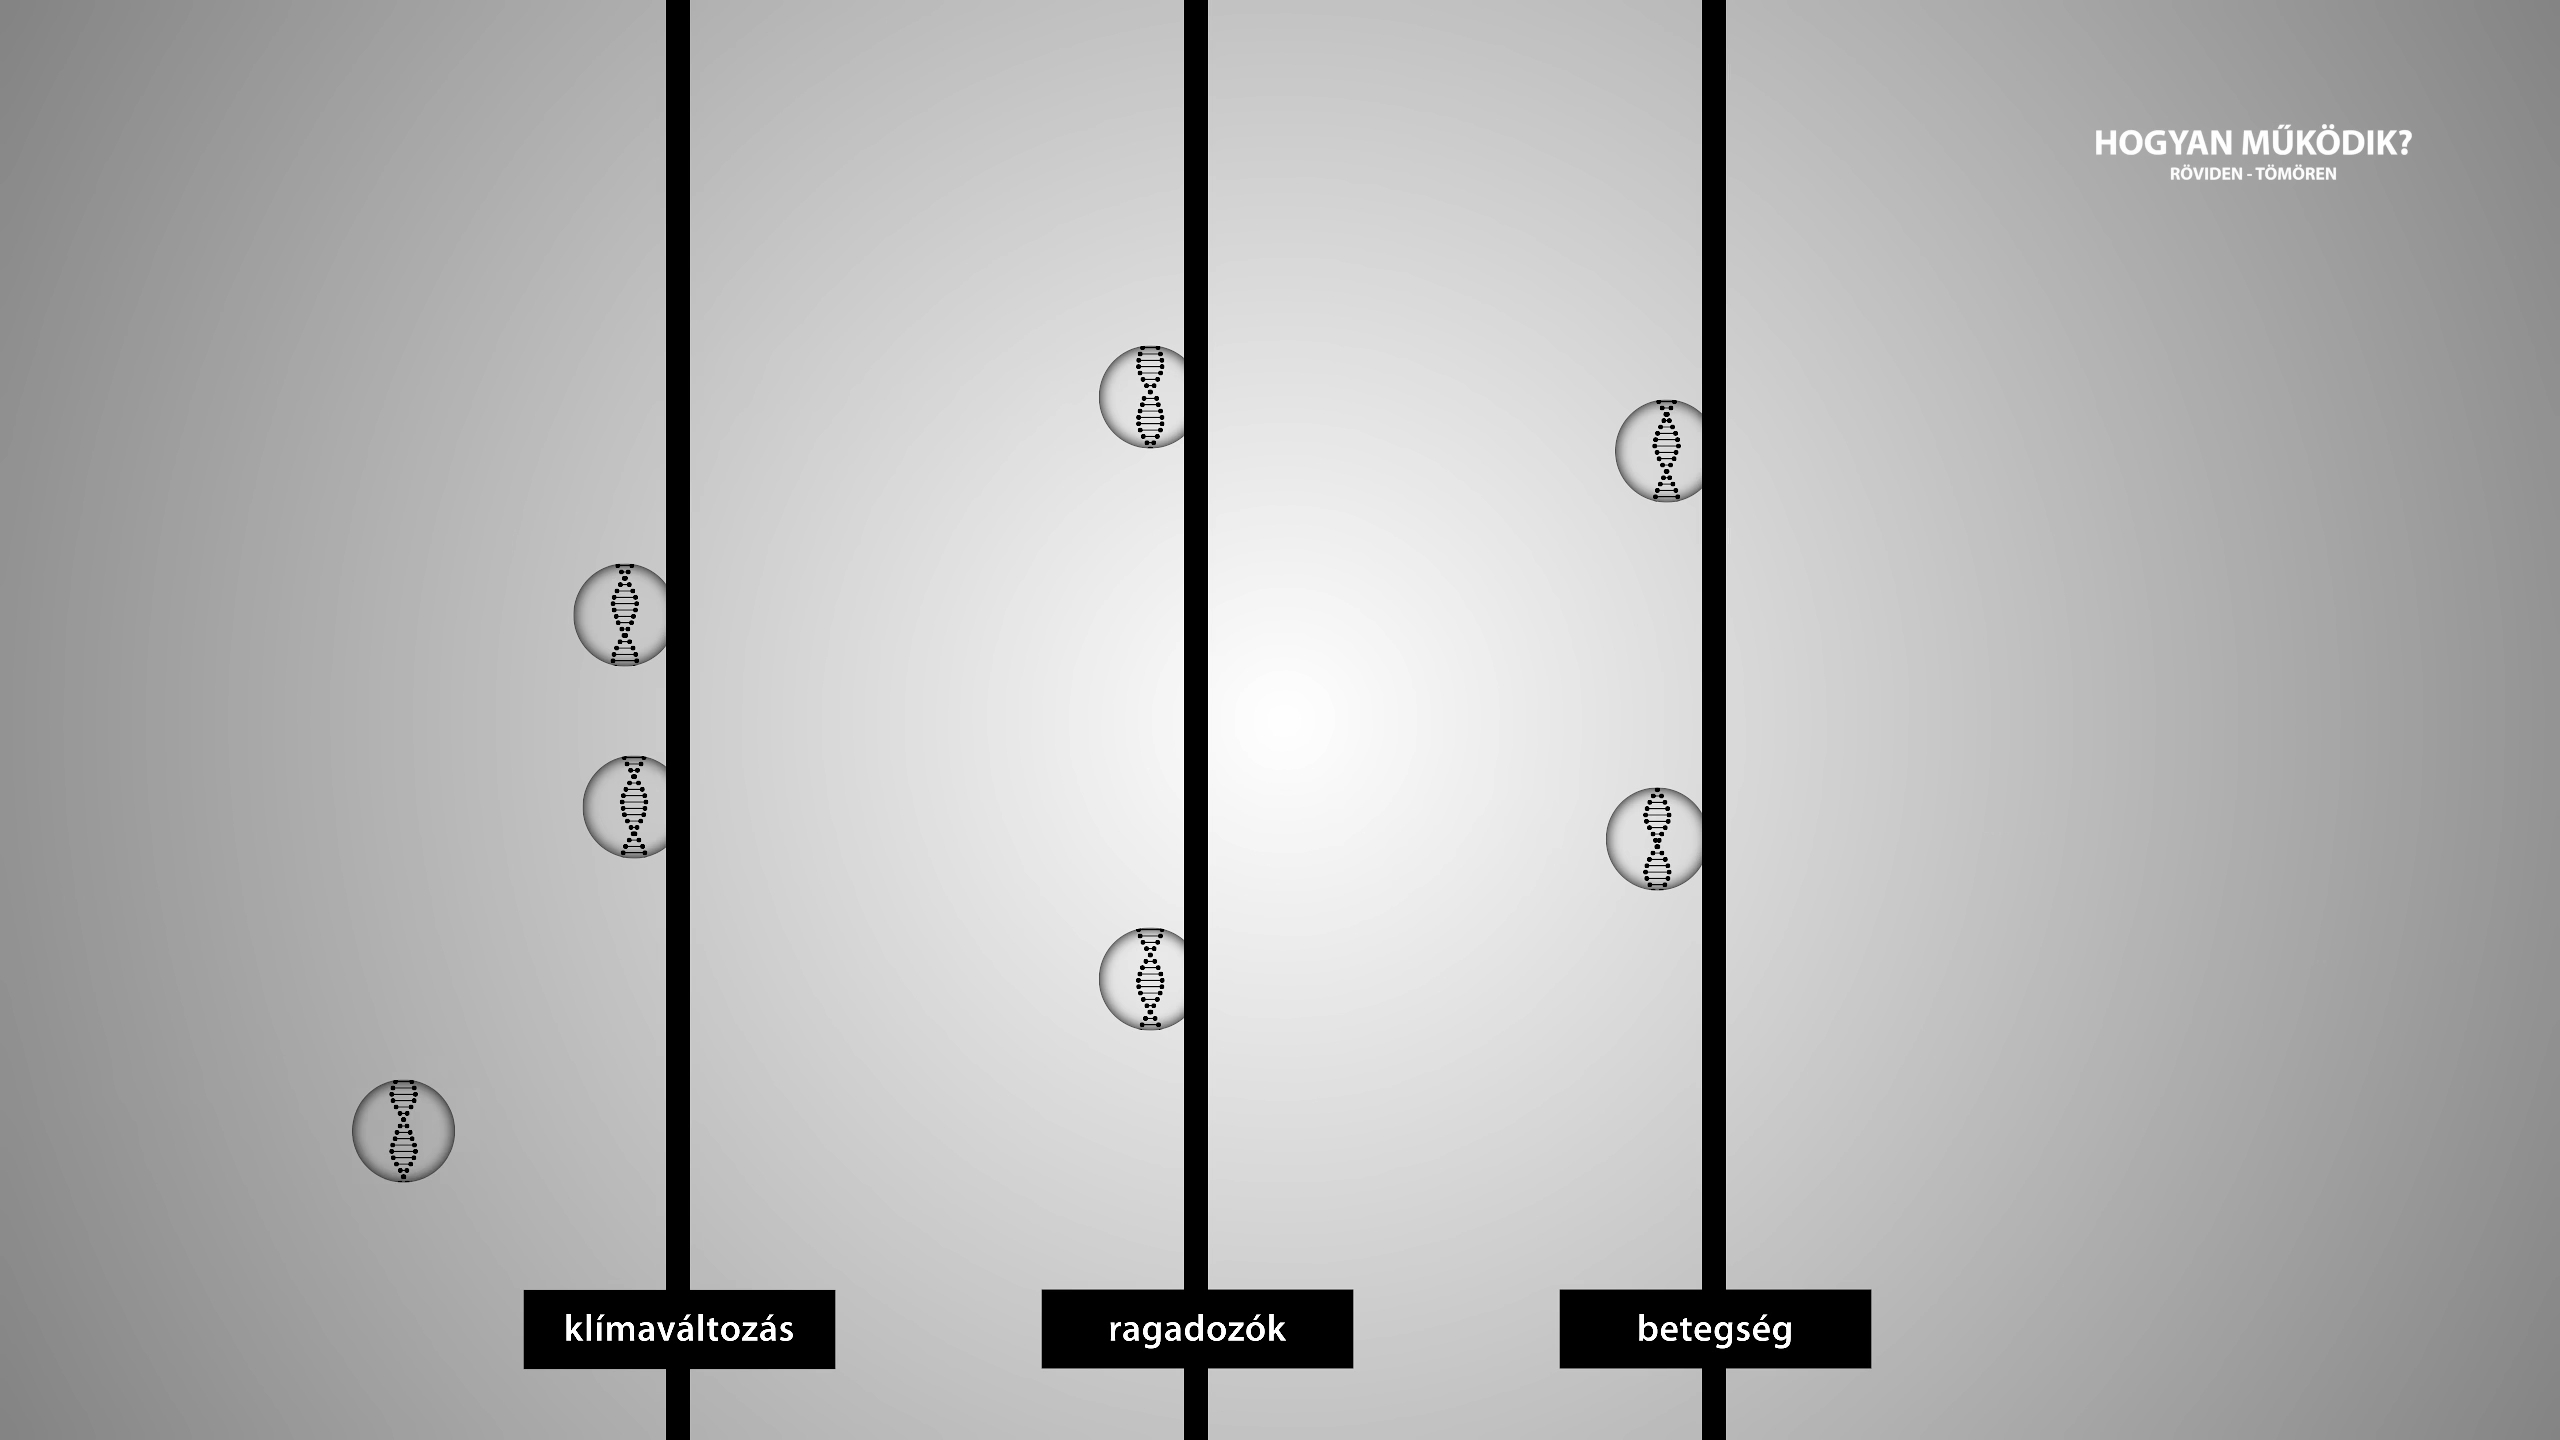 HOGYAN MŰKÖDIK?
RÖVIDEN - TÖMÖREN
klímaváltozás
ragadozók
betegség